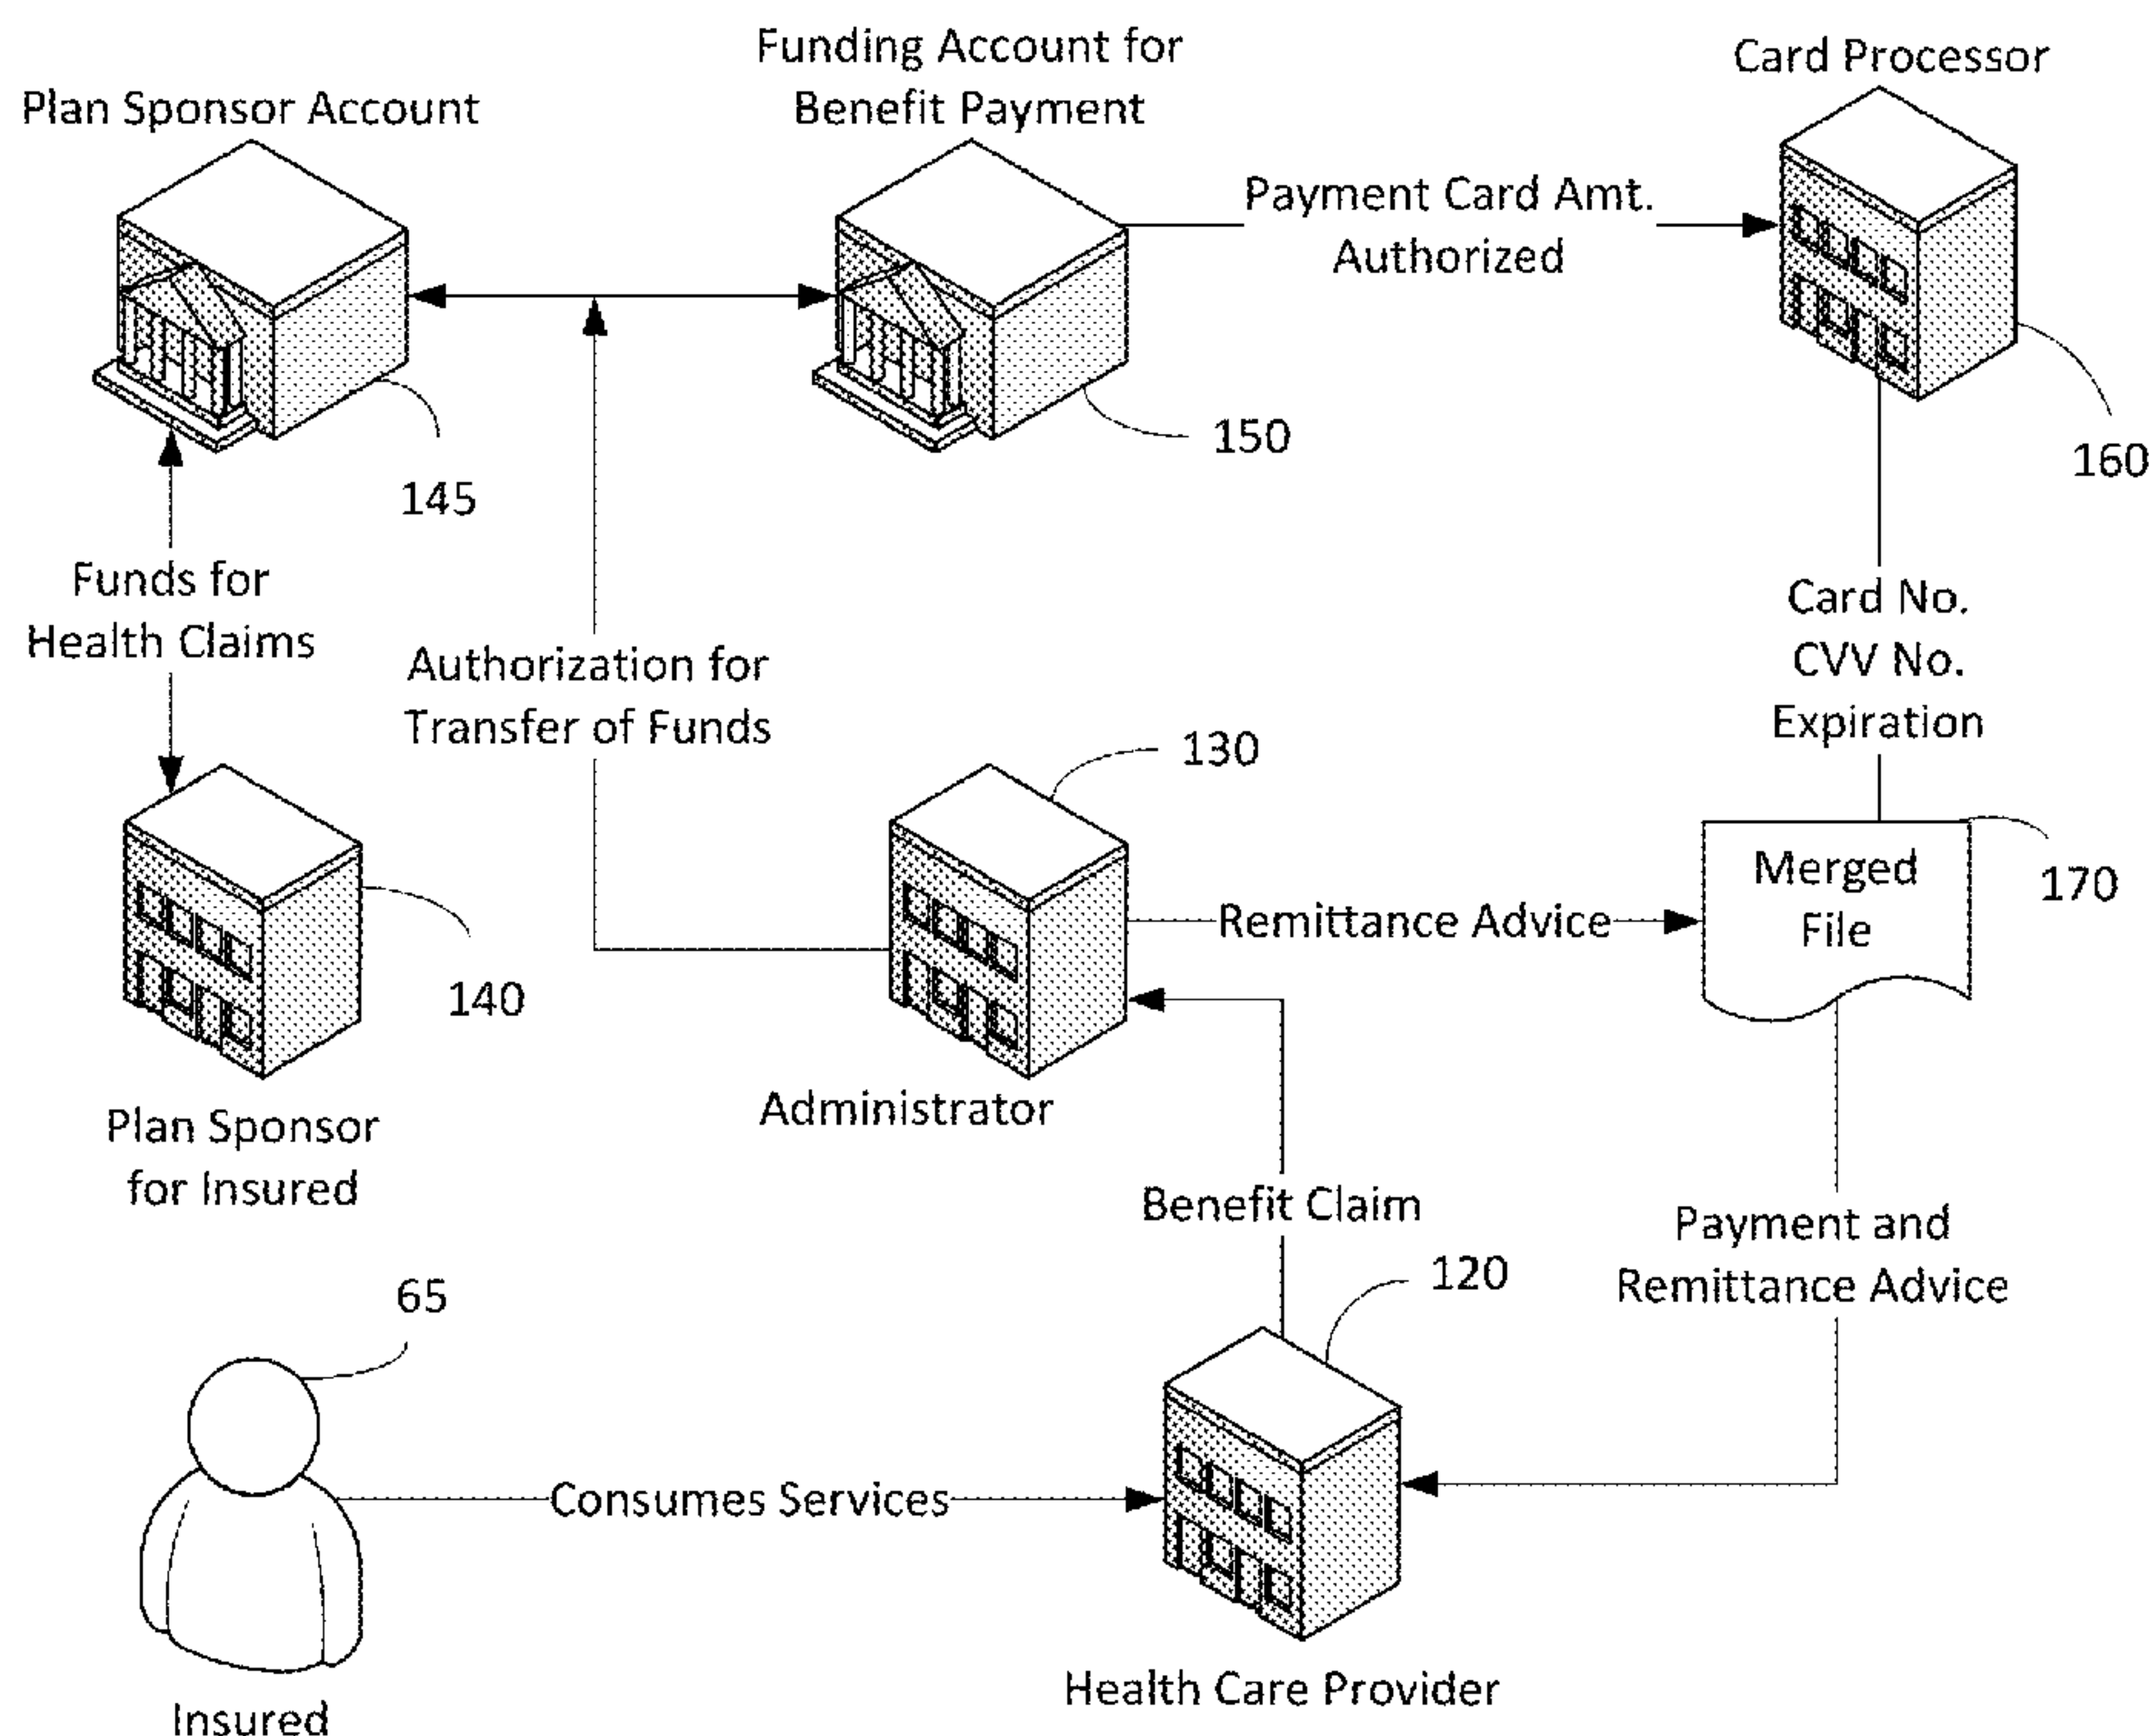 Funding Account for
Benefit Payment
Card Processor
Plan Sponsor Account
Payment Card Amt.
Authorized
150
160
145
Funds for
Health Claims
Authorization for
Transfer of Funds
Card No.
CVV No.
Expiration
130
Merged
File
170
Remittance Advice
140
Administrator
Plan Sponsor
for Insured
Benefit Claim
Payment and
Remittance Advice
120
65
Consumes Services
Health Care Provider
Insured